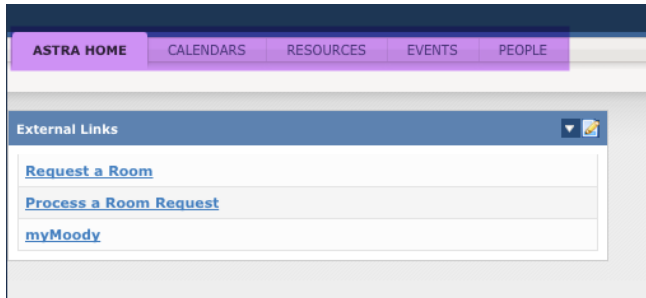 ASTRA HOME CALENDARS RESOURCES EVENTS PEOPLE
External Links
Request a Room
Process a Room Request
myMoody